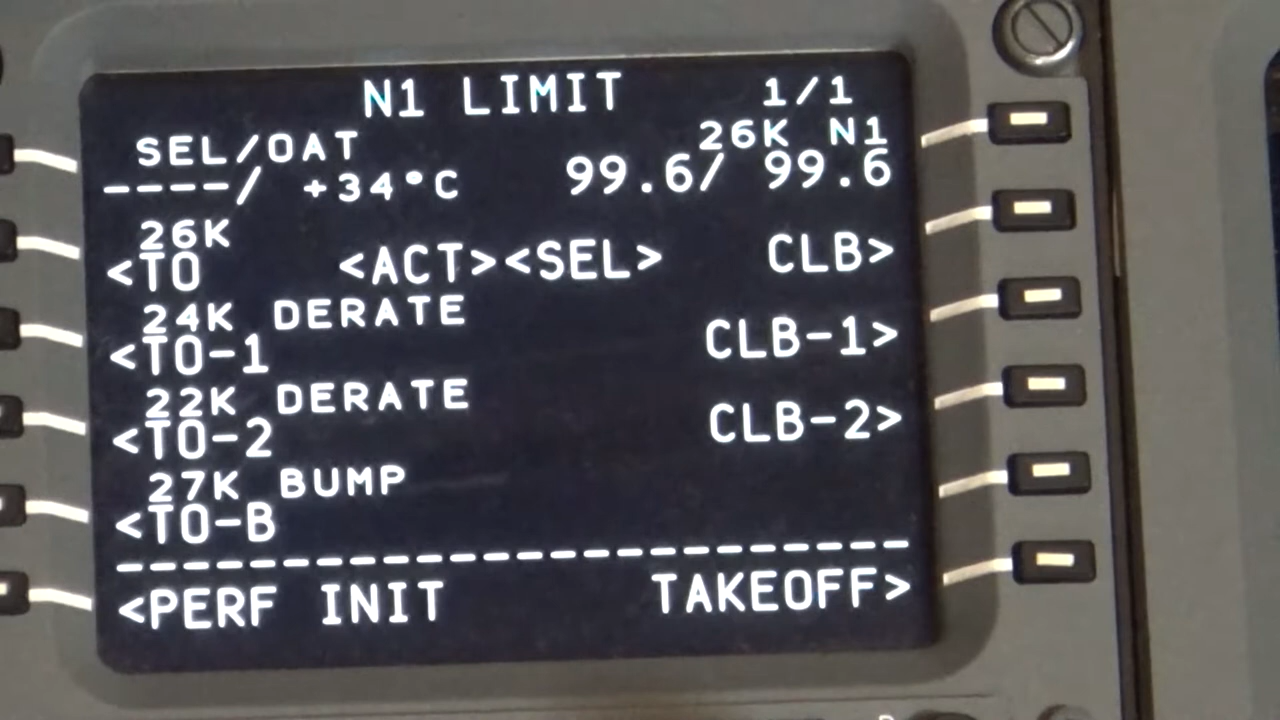 N1 LIMIT 1/1
SEL/OAT 26K N1
----/ +34°C 99.6/ 99.6
26K
<TO <ACT><SEL> CLB>
24K DERATE
<TO-1 CLB-1>
22K DERATE
<TO-2 CLB-2>
27K BUMP
<TO-B
------------------------
<PERF INIT TAKEOFF>